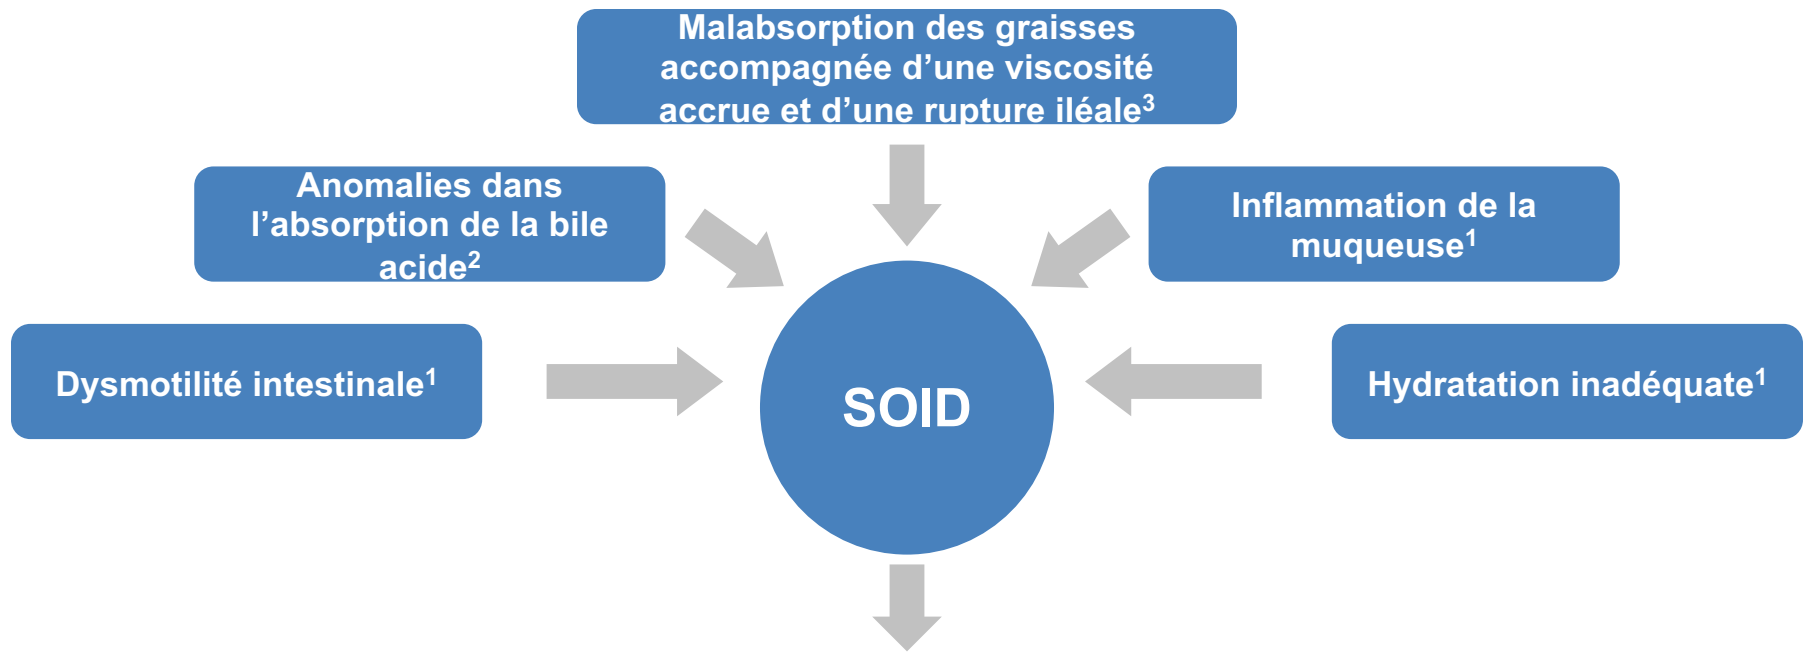 Malabsorption des graisses
accompagnée d’une viscosité
accrue et d’une rupture iléale³
Anomalies dans
l’absorption de la bile
acide²
Inflammation de la
muqueuse¹
Dysmotilité intestinale¹
SOID
Hydratation inadéquate¹